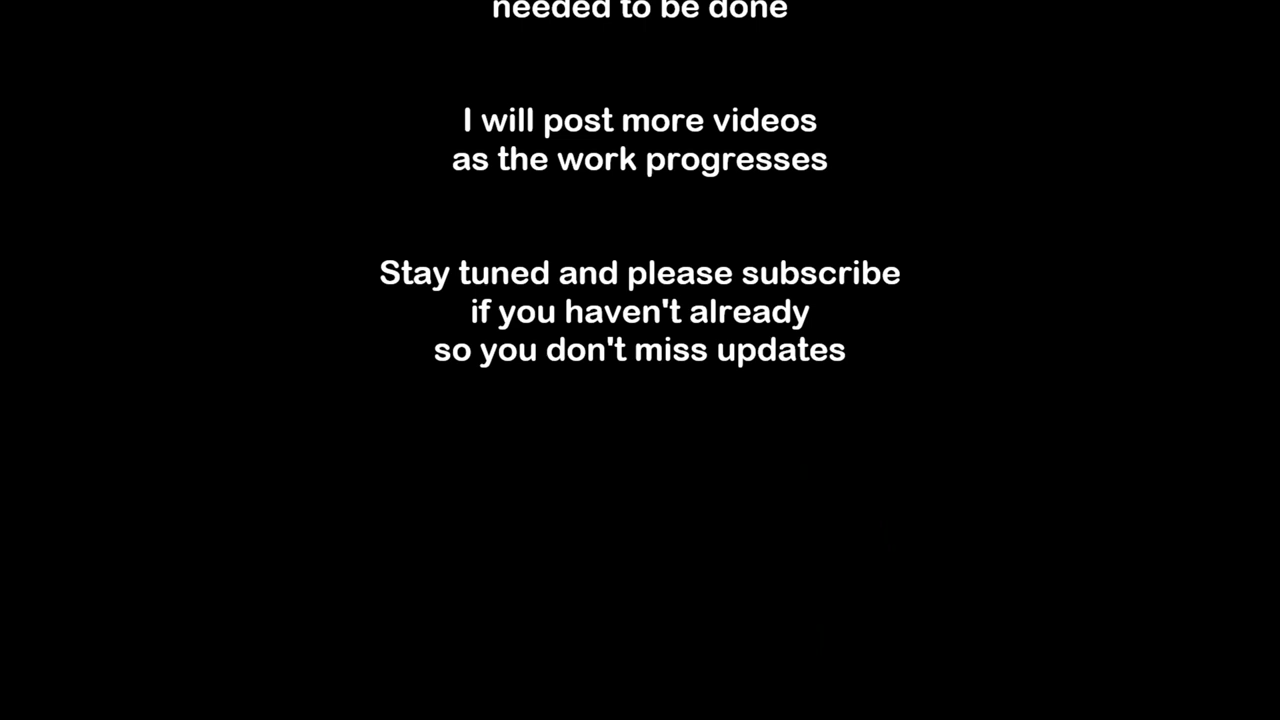 needed to be done
I will post more videos
as the work progresses
Stay tuned and please subscribe
if you haven't already
so you don't miss updates